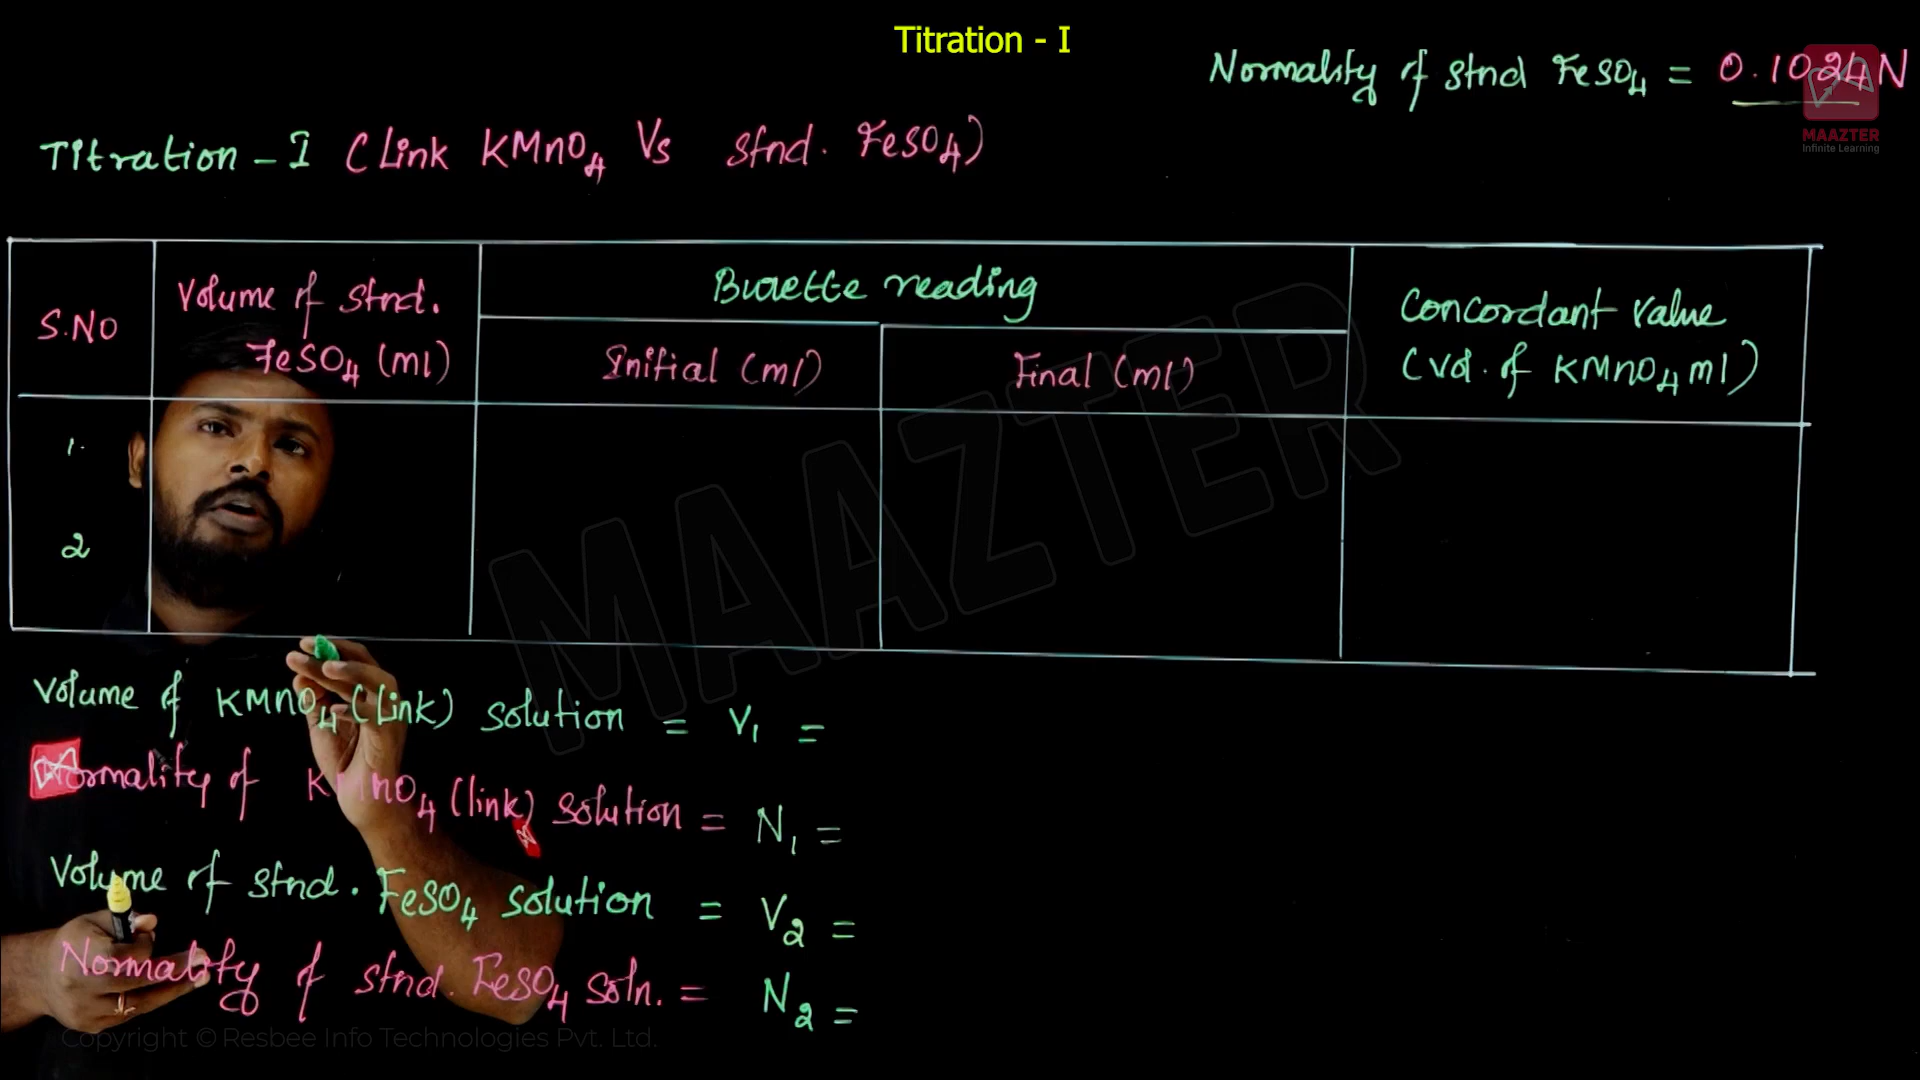 Titration - I
Normality of stnd FeSO4 = 0.1024 N
MAAZTER
Infinite Learning
Titration - I (Link KMnO4 Vs stnd. FeSO4)
S.NO
Volume of stnd.
FeSO4 (ml)
Burette reading
Initial (ml)
Final (ml)
Concordant value
(Vol. of KMnO4 ml)
1.
2
MAAZTER
Volume of KMnO4 (Link) solution = V1 =
Normality of KMnO4 (link) solution = N1 =
Volume of stnd. FeSO4 solution = V2 =
Normality of stnd. FeSO4 soln. = N2 =
Copyright © Resbee Info Technologies Pvt. Ltd.